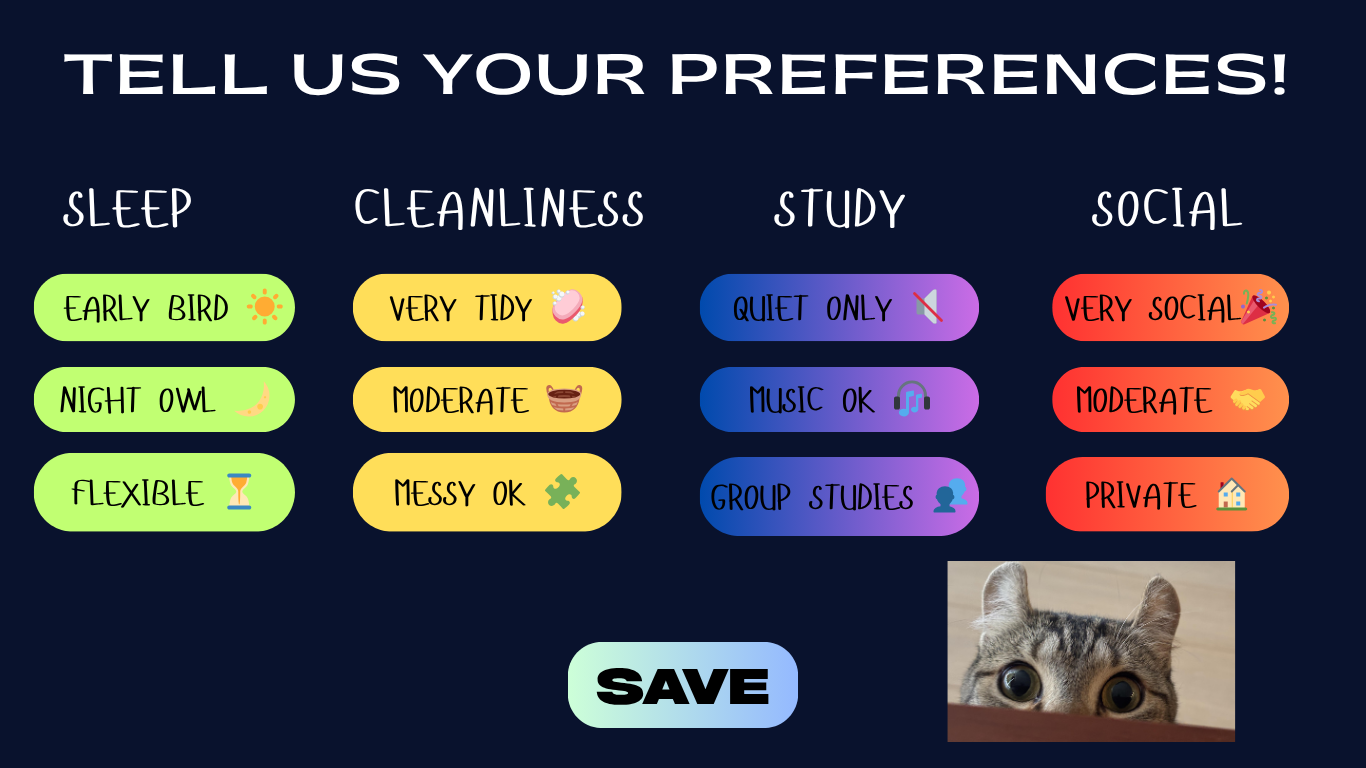 TELL US YOUR PREFERENCES!
SLEEP
EARLY BIRD
NIGHT OWL
FLEXIBLE
CLEANLINESS
VERY TIDY
MODERATE
MESSY OK
STUDY
QUIET ONLY
MUSIC OK
GROUP STUDIES
SOCIAL
VERY SOCIAL
MODERATE
PRIVATE
SAVE